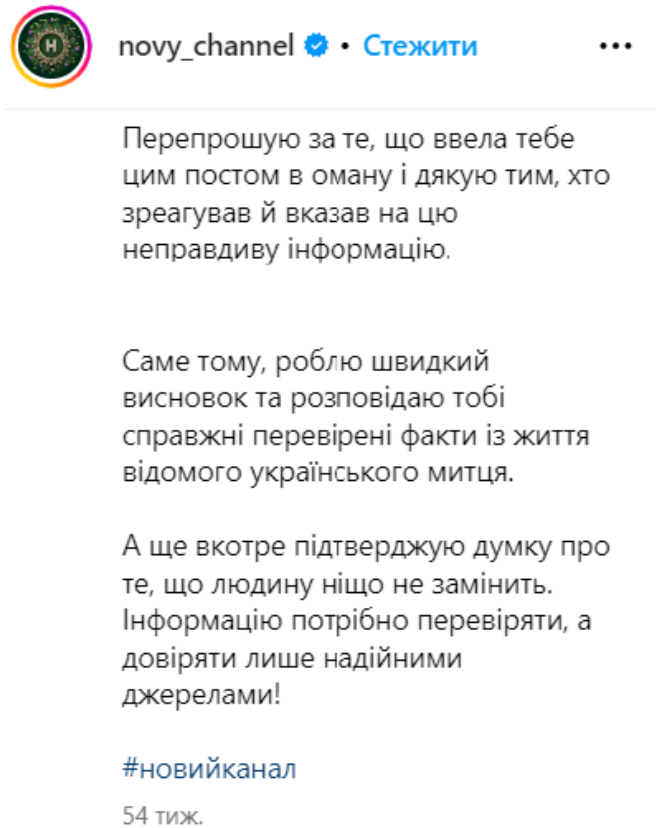 Н
novy_channel • Стежити •••
Перепрошую за те, що ввела тебе
цим постом в оману і дякую тим, хто
зреагував й вказав на цю
неправдиву інформацію.
Саме тому, роблю швидкий
висновок та розповідаю тобі
справжні перевірені факти із життя
відомого українського митця.
А ще вкотре підтверджую думку про
те, що людину ніщо не замінить.
Інформацію потрібно перевіряти, а
довіряти лише надійними
джерелами!
#новийканал
54 тиж.